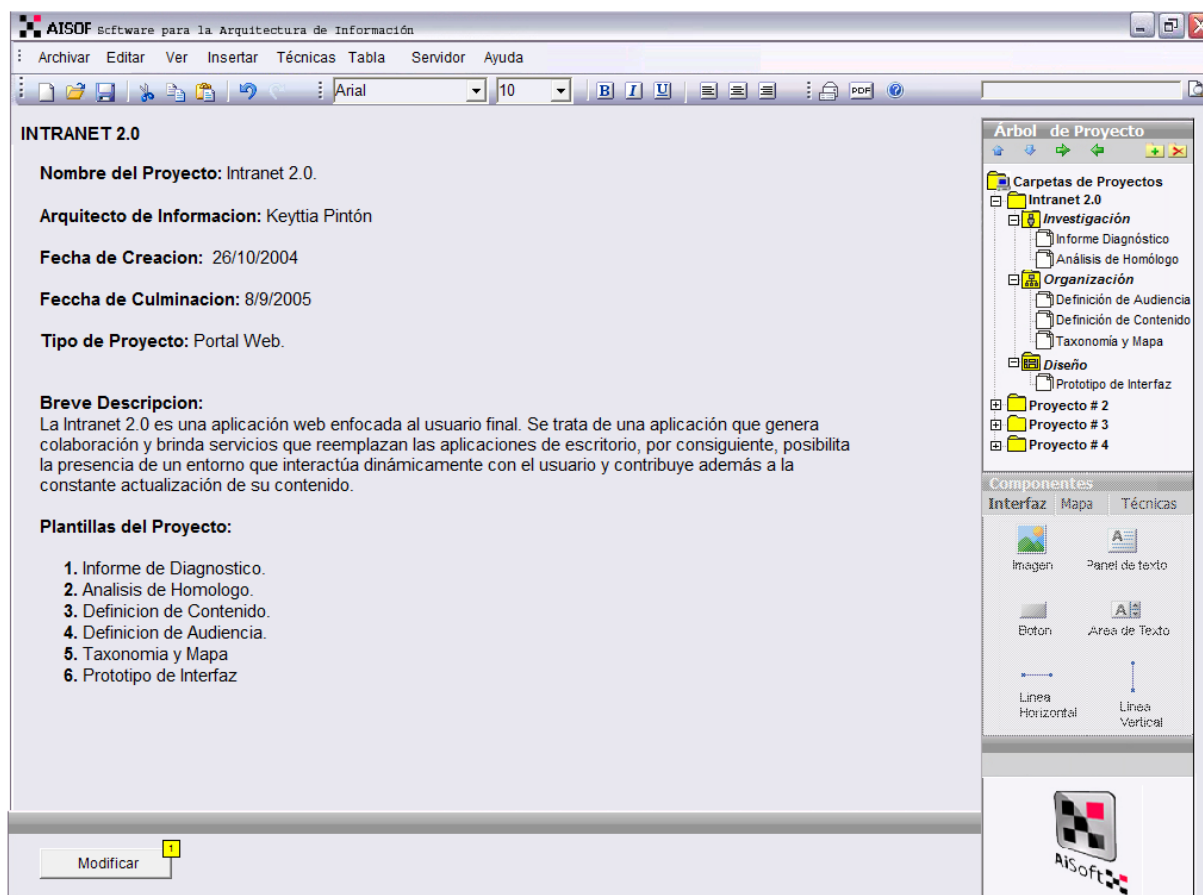 AISOF Scftware para la Arquitectura de Información
Archivar Editar Ver Insertar Técnicas Tabla Servidor Ayuda
Arial 10 B I U PDF
INTRANET 2.0
Nombre del Proyecto: Intranet 2.0.
Arquitecto de Informacion: Keyttia Pintón
Fecha de Creacion: 26/10/2004
Feccha de Culminacion: 8/9/2005
Tipo de Proyecto: Portal Web.
Breve Descripcion:
La Intranet 2.0 es una aplicación web enfocada al usuario final. Se trata de una aplicación que genera
colaboración y brinda servicios que reemplazan las aplicaciones de escritorio, por consiguiente, posibilita
la presencia de un entorno que interactúa dinámicamente con el usuario y contribuye además a la
constante actualización de su contenido.
Plantillas del Proyecto:
1. Informe de Diagnostico.
2. Analisis de Homologo.
3. Definicion de Contenido.
4. Definicion de Audiencia.
5. Taxonomia y Mapa
6. Prototipo de Interfaz
Modificar
1
Árbol de Proyecto
Carpetas de Proyectos
Intranet 2.0
Investigación
Informe Diagnóstico
Análisis de Homólogo
Organización
Definición de Audiencia
Definición de Contenido
Taxonomía y Mapa
Diseño
Prototipo de Interfaz
Proyecto # 2
Proyecto # 3
Proyecto # 4
Componentes
Interfaz Mapa Técnicas
Imagen Panel de texto
Boton Area de Texto
Linea
Horizontal
Linea
Vertical
AiSoft